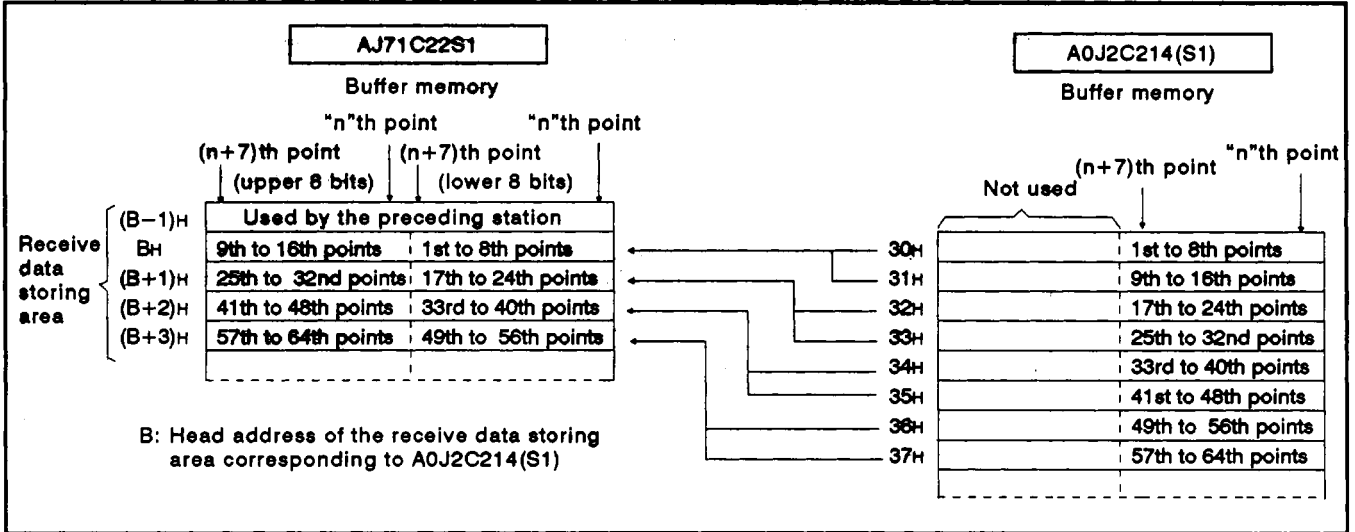 AJ71C22S1
Buffer memory
"n"th point
"n"th point
(n+7)th point
(n+7)th point
(upper 8 bits)
(lower 8 bits)
Receive data storing area
(B−1)H
Used by the preceding station
BH
9th to 16th points
1st to 8th points
(B+1)H
25th to 32nd points
17th to 24th points
(B+2)H
41th to 48th points
33rd to 40th points
(B+3)H
57th to 64th points
49th to 56th points
B: Head address of the receive data storing
area corresponding to A0J2C214(S1)
A0J2C214(S1)
Buffer memory
(n+7)th point
"n"th point
Not used
30H
1st to 8th points
31H
9th to 16th points
32H
17th to 24th points
33H
25th to 32nd points
34H
33rd to 40th points
35H
41st to 48th points
36H
49th to 56th points
37H
57th to 64th points